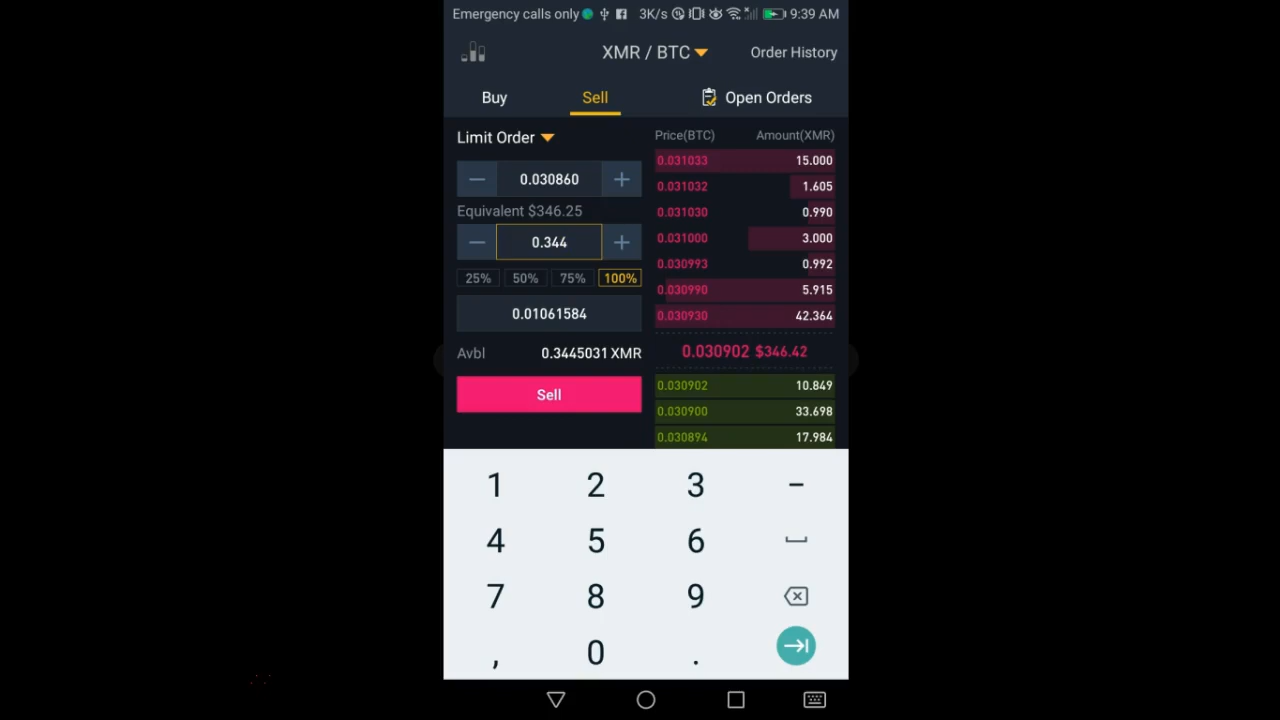 Emergency calls only 3K/s 9:39 AM
XMR / BTC Order History
Buy Sell Open Orders
Limit Order
0.030860
Equivalent $346.25
0.344
25% 50% 75% 100%
0.01061584
Avbl 0.3445031 XMR
Sell
Price(BTC) Amount(XMR)
0.031033 15.000
0.031032 1.605
0.031030 0.990
0.031000 3.000
0.030993 0.992
0.030990 5.915
0.030930 42.364
0.030902 $346.42
0.030902 10.849
0.030900 33.698
0.030894 17.984
1 2 3 -
4 5 6
7 8 9
, 0 .